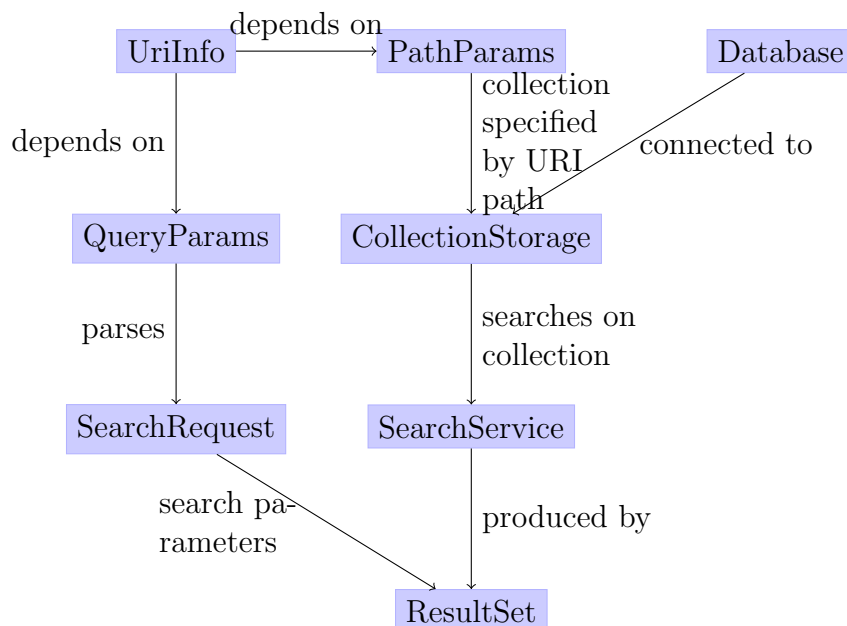 depends on
UriInfo
PathParams
Database
collection
specified
by URI
path
depends on
connected to
QueryParams
CollectionStorage
parses
searches on
collection
SearchRequest
SearchService
search pa-
rameters
produced by
ResultSet